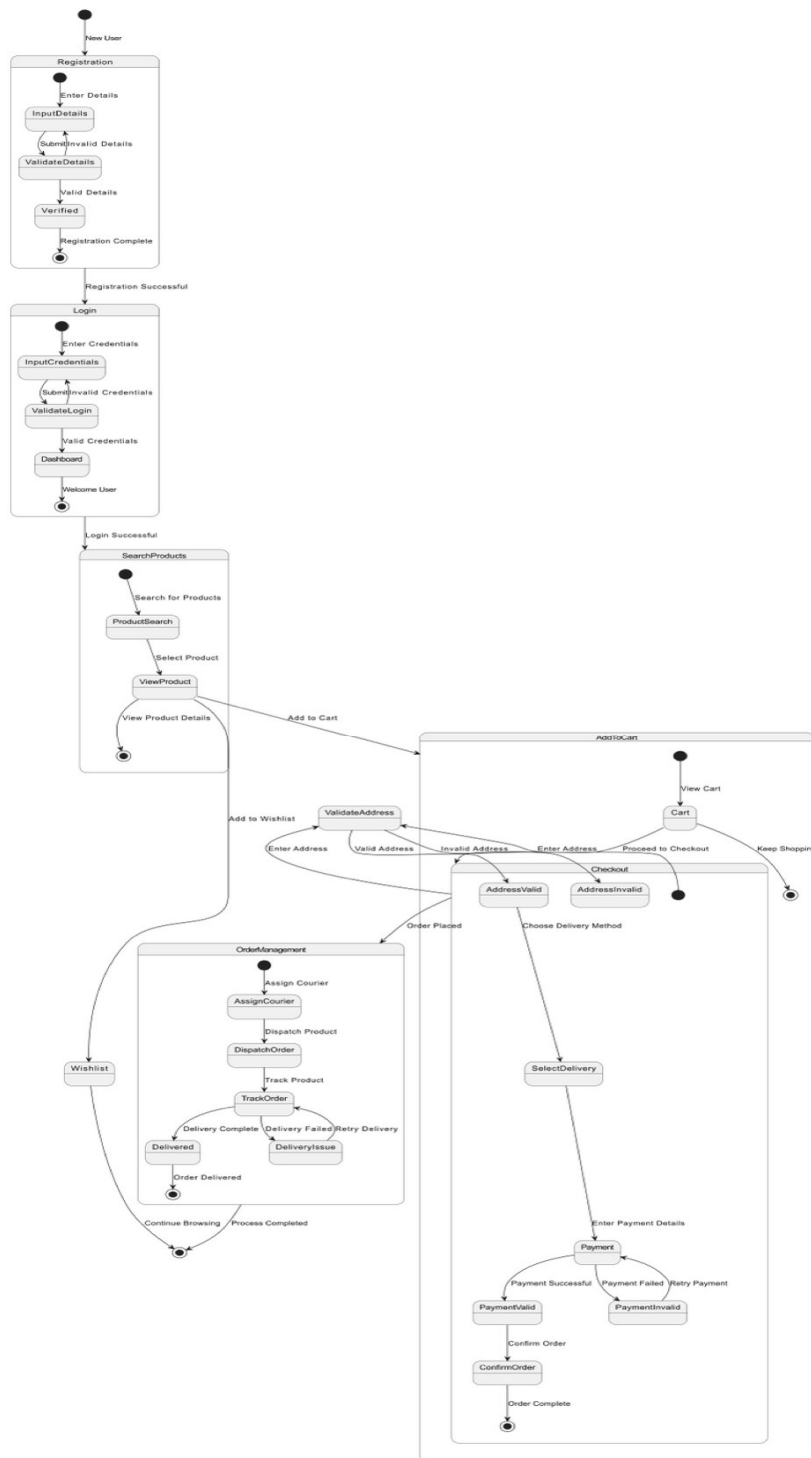 New User
Registration
Enter Details
InputDetails
Submit Invalid Details
ValidateDetails
Valid Details
Verified
Registration Complete
Registration Successful
Login
Enter Credentials
InputCredentials
Submit Invalid Credentials
ValidateLogin
Valid Credentials
Dashboard
Welcome User
Login Successful
SearchProducts
Search for Products
ProductSearch
Select Product
ViewProduct
View Product Details
Add to Cart
AddToCart
View Cart
ValidateAddress
Cart
Add to Wishlist
Enter Address
Valid Address
Invalid Address
Enter Address
Proceed to Checkout
Keep Shoppin
Checkout
AddressValid
AddressInvalid
Order Placed
Choose Delivery Method
OrderManagement
Assign Courier
AssignCourier
Dispatch Product
DispatchOrder
Wishlist
SelectDelivery
Track Product
TrackOrder
Delivery Complete
Delivery Failed
Retry Delivery
Delivered
DeliveryIssue
Order Delivered
Continue Browsing
Process Completed
Enter Payment Details
Payment
Payment Successful
Payment Failed
Retry Payment
PaymentValid
PaymentInvalid
Confirm Order
ConfirmOrder
Order Complete